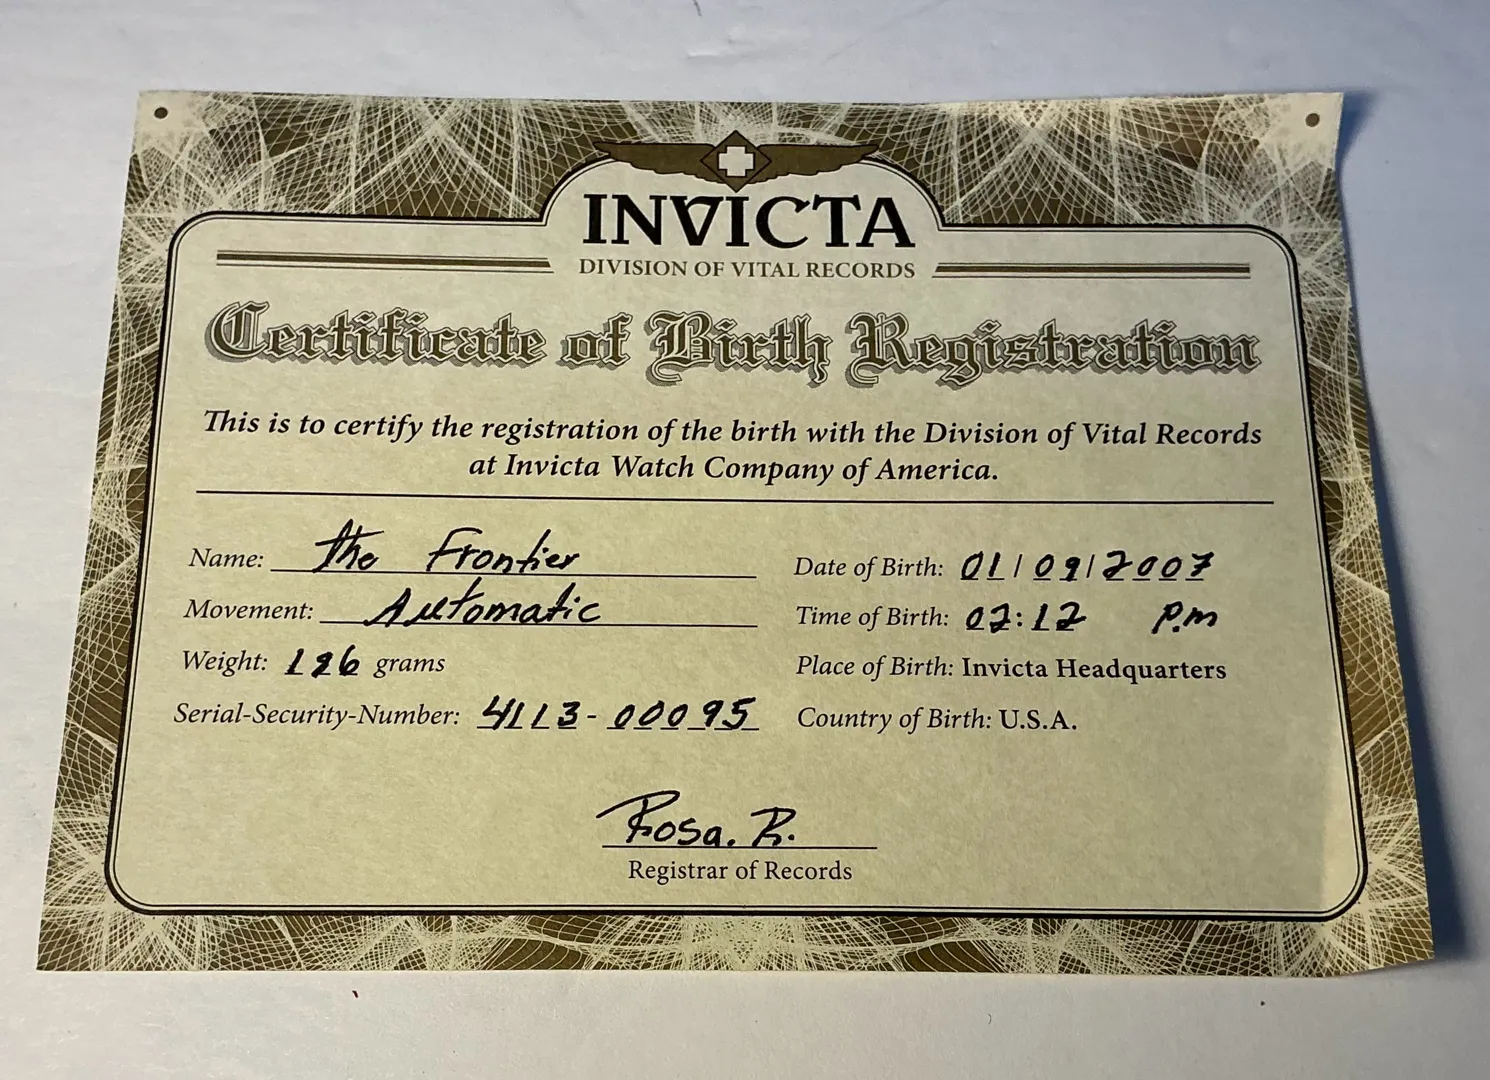 INVICTA
DIVISION OF VITAL RECORDS
Certificate of Birth Registration
This is to certify the registration of the birth with the Division of Vital Records
at Invicta Watch Company of America.
Name: The Frontier
Date of Birth: 01/09/2007
Movement: Automatic
Time of Birth: 02:12 P.m
Weight: 126 grams
Place of Birth: Invicta Headquarters
Serial-Security-Number: 4113-00095
Country of Birth: U.S.A.
Rosa. R.
Registrar of Records